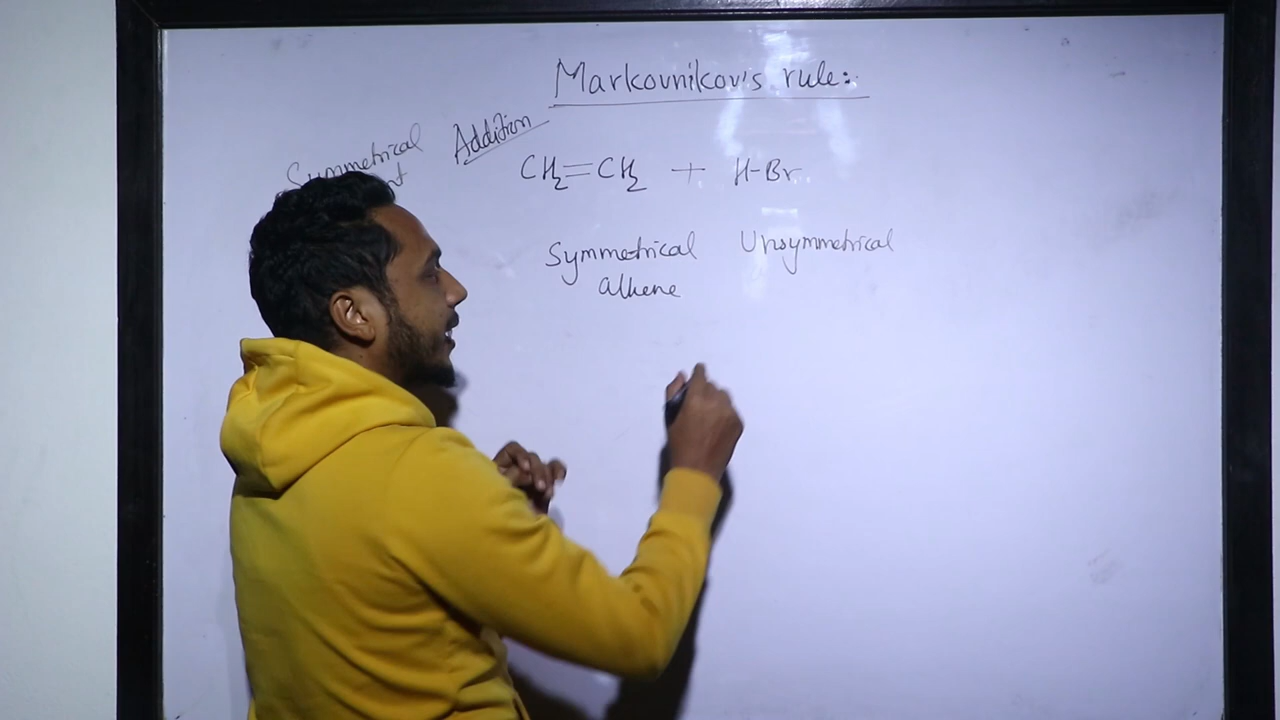 Markovnikov's rule:
Symmetrical Addition
CH2=CH2 + H-Br
Symmetrical Unsymmetrical
alkene